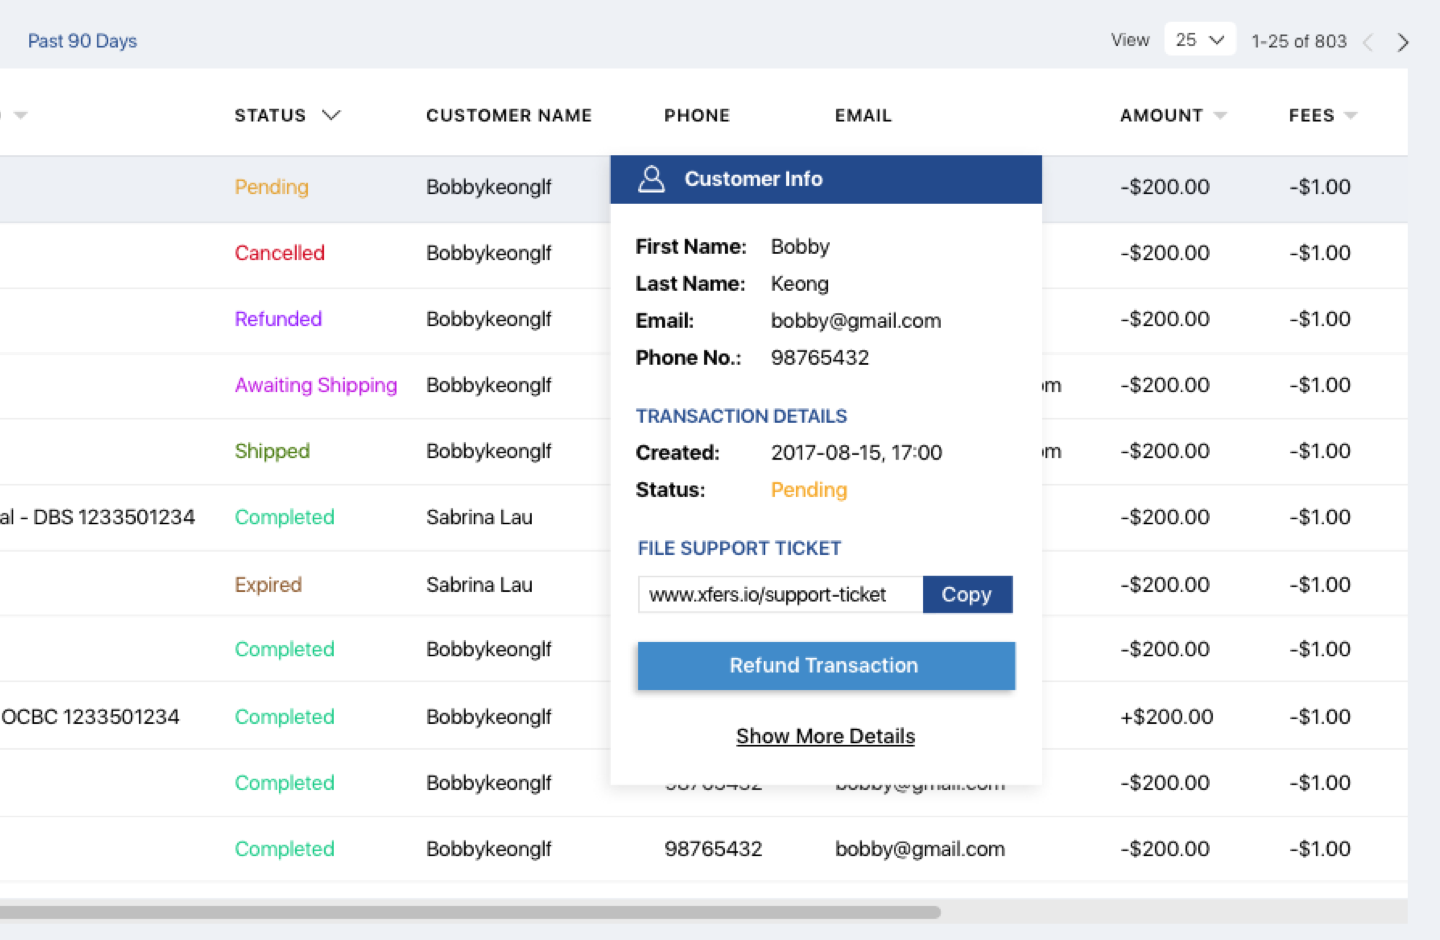 Past 90 Days View 25 1-25 of 803
STATUS CUSTOMER NAME PHONE EMAIL AMOUNT FEES
Pending Bobbykeonglf Customer Info -$200.00 -$1.00
First Name: Bobby
Cancelled Bobbykeonglf -$200.00 -$1.00
Last Name: Keong
Refunded Bobbykeonglf Email: bobby@gmail.com -$200.00 -$1.00
Phone No.: 98765432
Awaiting Shipping Bobbykeonglf om -$200.00 -$1.00
TRANSACTION DETAILS
Shipped Bobbykeonglf Created: 2017-08-15, 17:00 om -$200.00 -$1.00
Status: Pending
al - DBS 1233501234 Completed Sabrina Lau -$200.00 -$1.00
FILE SUPPORT TICKET
Expired Sabrina Lau www.xfers.io/support-ticket Copy -$200.00 -$1.00
Completed Bobbykeonglf Refund Transaction -$200.00 -$1.00
OCBC 1233501234 Completed Bobbykeonglf +$200.00 -$1.00
Show More Details
Completed Bobbykeonglf 98765432 bobby@gmail.com -$200.00 -$1.00
Completed Bobbykeonglf 98765432 bobby@gmail.com -$200.00 -$1.00